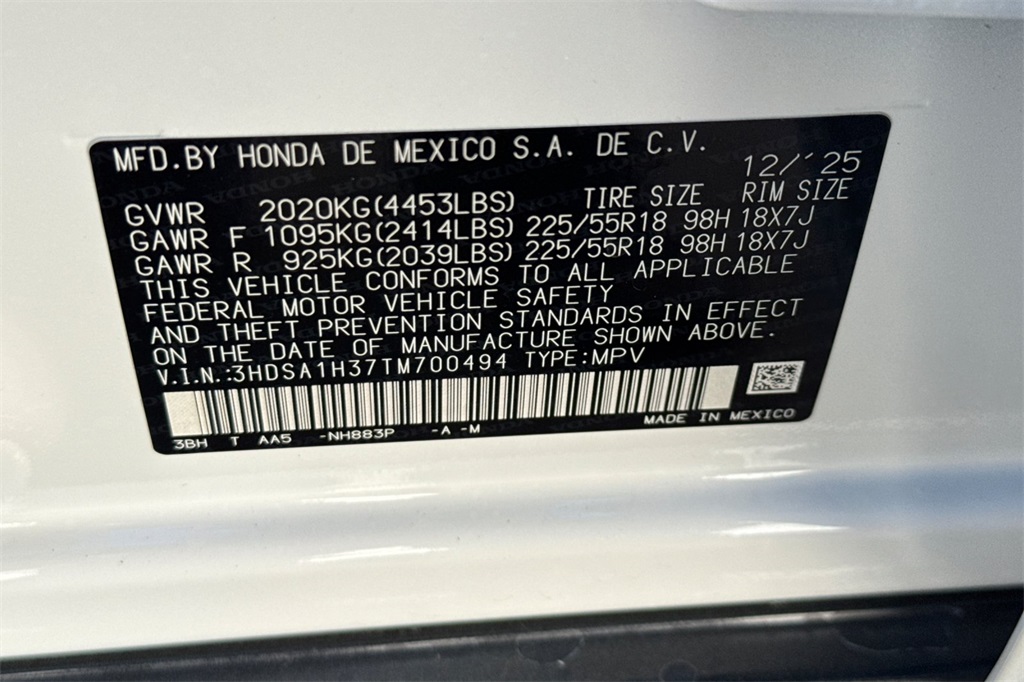 MFD.BY HONDA DE MEXICO S.A. DE C.V. 12/'25
GVWR 2020KG(4453LBS) TIRE SIZE RIM SIZE
GAWR F 1095KG(2414LBS) 225/55R18 98H 18X7J
GAWR R 925KG(2039LBS) 225/55R18 98H 18X7J
THIS VEHICLE CONFORMS TO ALL APPLICABLE
FEDERAL MOTOR VEHICLE SAFETY
AND THEFT PREVENTION STANDARDS IN EFFECT
ON THE DATE OF MANUFACTURE SHOWN ABOVE.
V.I.N.:3HDSA1H37TM700494 TYPE:MPV
3BH T AA5 -NH883P -A -M MADE IN MEXICO